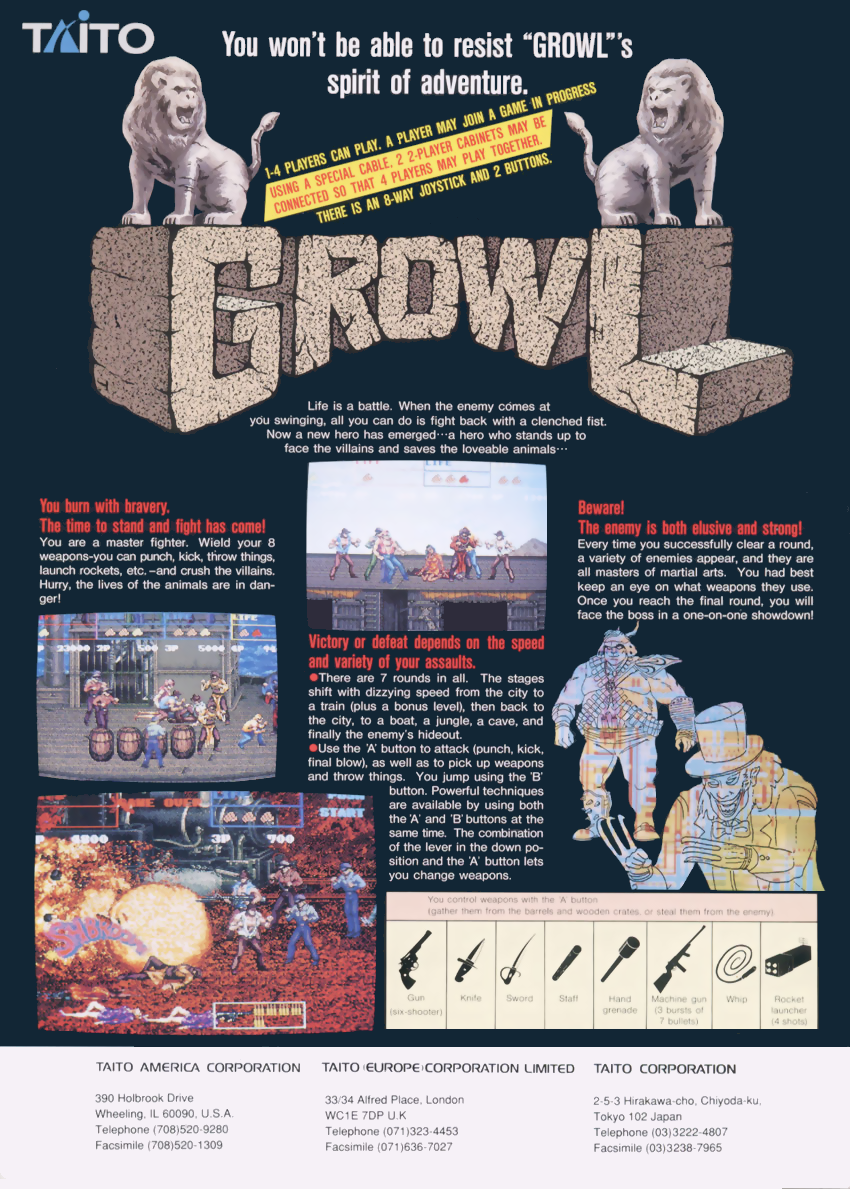 TAITO
You won't be able to resist "GROWL"'s
spirit of adventure.
1-4 PLAYERS CAN PLAY. A PLAYER MAY JOIN A GAME IN PROGRESS
USING A SPECIAL CABLE, 2 2-PLAYER CABINETS MAY BE
CONNECTED SO THAT 4 PLAYERS MAY PLAY TOGETHER.
THERE IS AN 8-WAY JOYSTICK AND 2 BUTTONS.
GROWL
Life is a battle. When the enemy comes at
you swinging, all you can do is fight back with a clenched fist.
Now a new hero has emerged···a hero who stands up to
face the villains and saves the loveable animals···
You burn with bravery.
The time to stand and fight has come!
You are a master fighter. Wield your 8
weapons-you can punch, kick, throw things,
launch rockets, etc.–and crush the villains.
Hurry, the lives of the animals are in dan-
ger!
LIFE
2P 500 3P 5000
GAME OVER
START
4800 3P 700
LIFE
Victory or defeat depends on the speed
and variety of your assaults.
●There are 7 rounds in all. The stages
shift with dizzying speed from the city to
a train (plus a bonus level), then back to
the city, to a boat, a jungle, a cave, and
finally the enemy's hideout.
●Use the 'A' button to attack (punch, kick,
final blow), as well as to pick up weapons
and throw things. You jump using the 'B'
button. Powerful techniques
are available by using both
the 'A' and 'B' buttons at the
same time. The combination
of the lever in the down po-
sition and the 'A' button lets
you change weapons.
Beware!
The enemy is both elusive and strong!
Every time you successfully clear a round,
a variety of enemies appear, and they are
all masters of martial arts. You had best
keep an eye on what weapons they use.
Once you reach the final round, you will
face the boss in a one-on-one showdown!
You control weapons with the 'A' button
(gather them from the barrels and wooden crates, or steal them from the enemy)
Gun
(six-shooter)
Knife
Sword
Staff
Hand
grenade
Machine gun
(3 bursts of
7 bullets)
Whip
Rocket
launcher
(4 shots)
TAITO AMERICA CORPORATION
390 Holbrook Drive
Wheeling, IL 60090, U.S.A.
Telephone (708)520-9280
Facsimile (708)520-1309
TAITO (EUROPE) CORPORATION LIMITED
33/34 Alfred Place, London
WC1E 7DP U.K
Telephone (071)323-4453
Facsimile (071)636-7027
TAITO CORPORATION
2-5-3 Hirakawa-cho, Chiyoda-ku,
Tokyo 102 Japan
Telephone (03)3222-4807
Facsimile (03)3238-7965